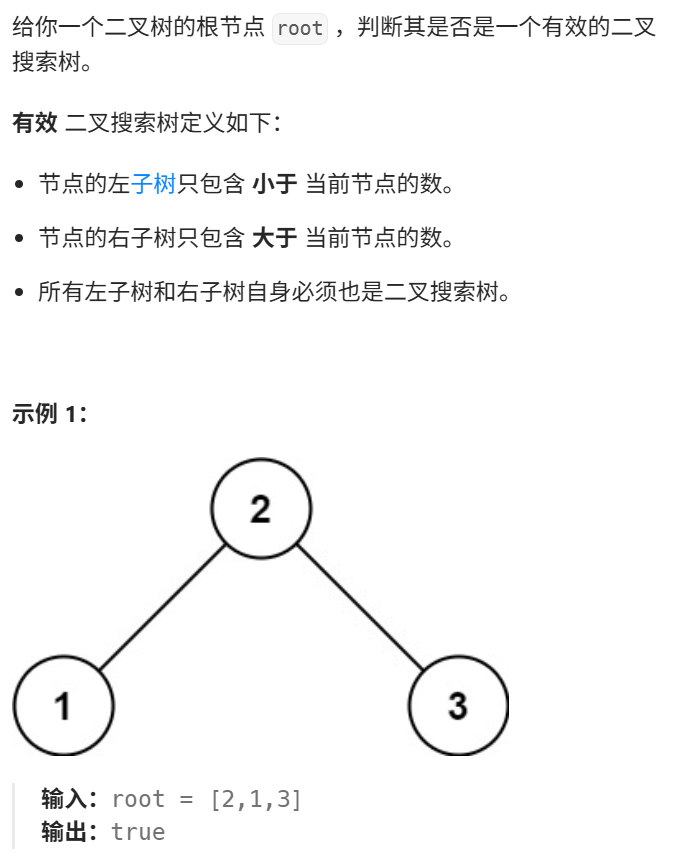 给你一个二叉树的根节点 root ，判断其是否是一个有效的二叉
搜索树。
有效 二叉搜索树定义如下：
• 节点的左子树只包含 小于 当前节点的数。
• 节点的右子树只包含 大于 当前节点的数。
• 所有左子树和右子树自身必须也是二叉搜索树。
示例 1：
2
1
3
输入：root = [2,1,3]
输出：true